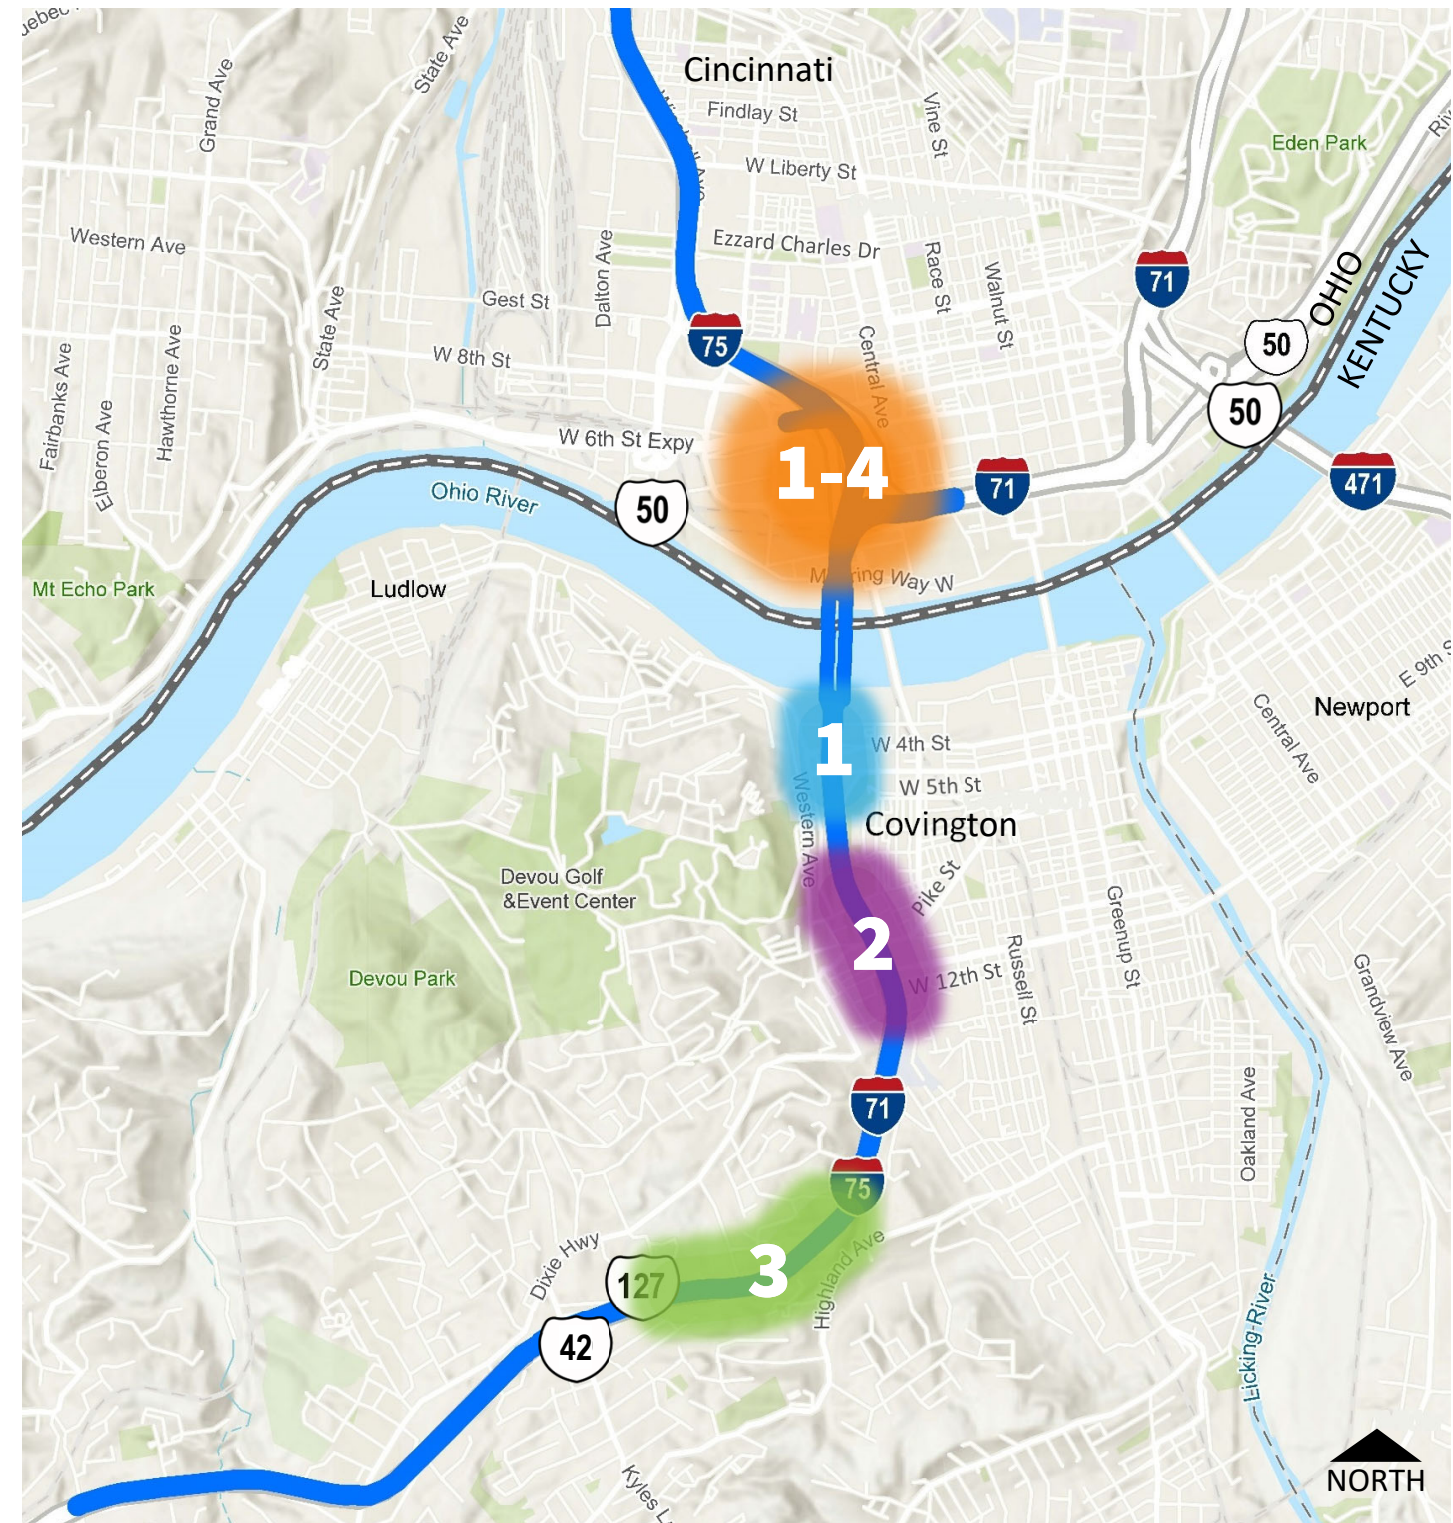 State Ave
Cincinnati
Findlay St
Vine St
Grand Ave
Eden Park
W Liberty St
Western Ave
Ezzard Charles Dr
Race St
Walnut St
Dalton Ave
71
OHIO
KENTUCKY
Gest St
State Ave
75
50
W 8th St
Central Ave
Fairbanks Ave
Elberon Ave
Hawthorne Ave
50
W 6th St Expy
1-4
71
471
Ohio River
50
Mt Echo Park
Ludlow
Way W
E 9th
Newport
Central Ave
1
W 4th St
W 5th St
Western Ave
Covington
Devou Golf
&Event Center
Pike St
2
Greenup St
Russell St
W 12th St
Devou Park
Grandview Ave
71
Oakland Ave
75
Dixie Hwy
127
3
Highland Ave
42
Licking River
Kyles
NORTH